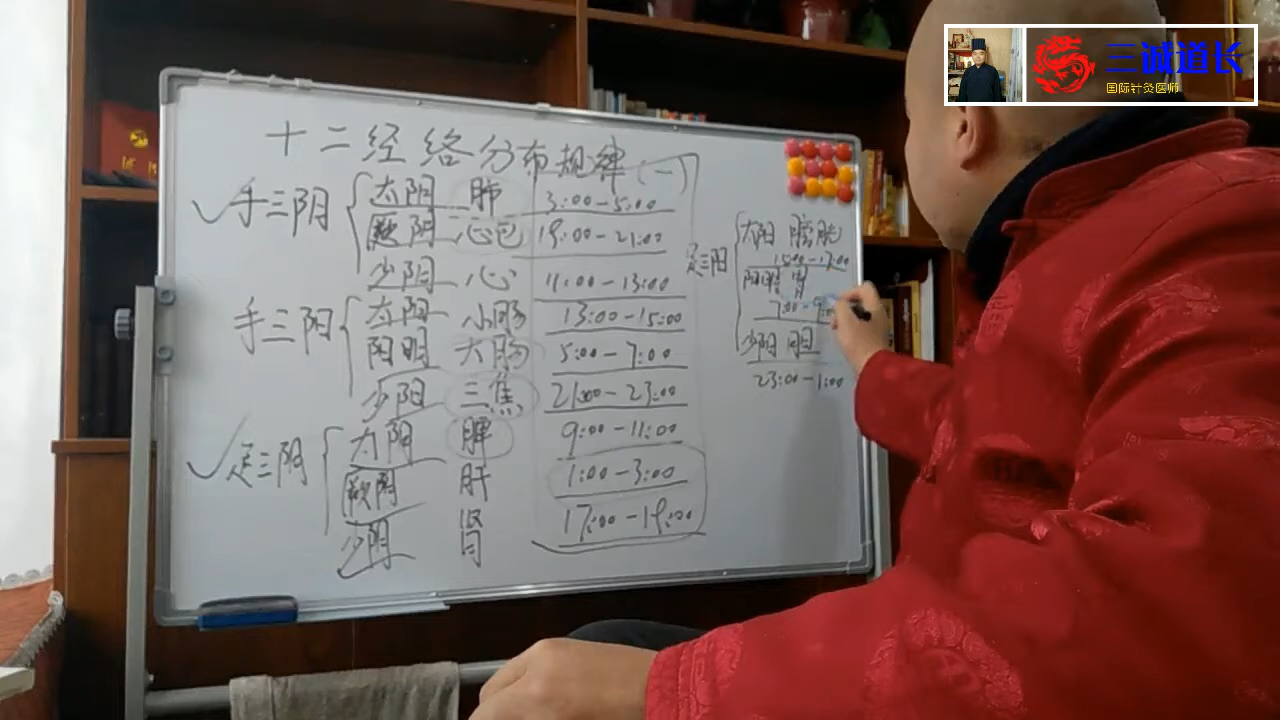 三诚道长
国际针灸医师
十二经络分布规律(一)
手三阴
太阴 肺 3:00-5:00
厥阴 心包 19:00-21:00
少阴 心 11:00-13:00
手三阳
太阳 小肠 13:00-15:00
阳明 大肠 5:00-7:00
少阳 三焦 21:00-23:00
足三阴
太阴 脾 9:00-11:00
厥阴 肝 1:00-3:00
少阴 肾 17:00-19:00
足三阳
太阳 膀胱
15:00-17:00
阳明 胃
7:00-9:00
少阳 胆
23:00-1:00